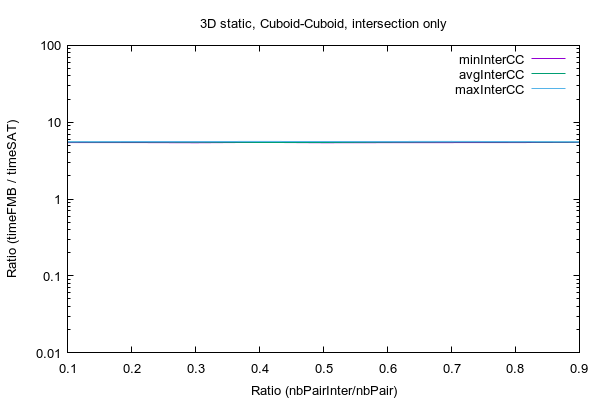 3D static, Cuboid-Cuboid, intersection only
100
10
1
0.1
0.01
Ratio (timeFMB / timeSAT)
minInterCC
avgInterCC
maxInterCC
0.1 0.2 0.3 0.4 0.5 0.6 0.7 0.8 0.9
Ratio (nbPairInter/nbPair)